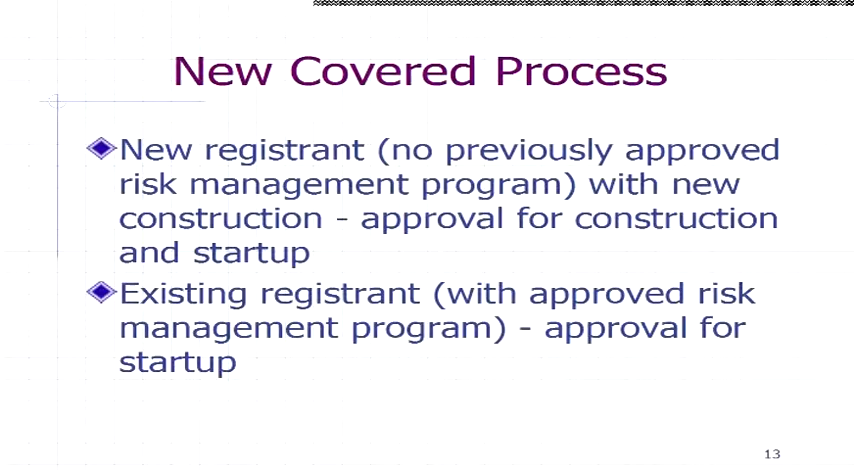 New Covered Process
New registrant (no previously approved
risk management program) with new
construction - approval for construction
and startup
Existing registrant (with approved risk
management program) - approval for
startup
13